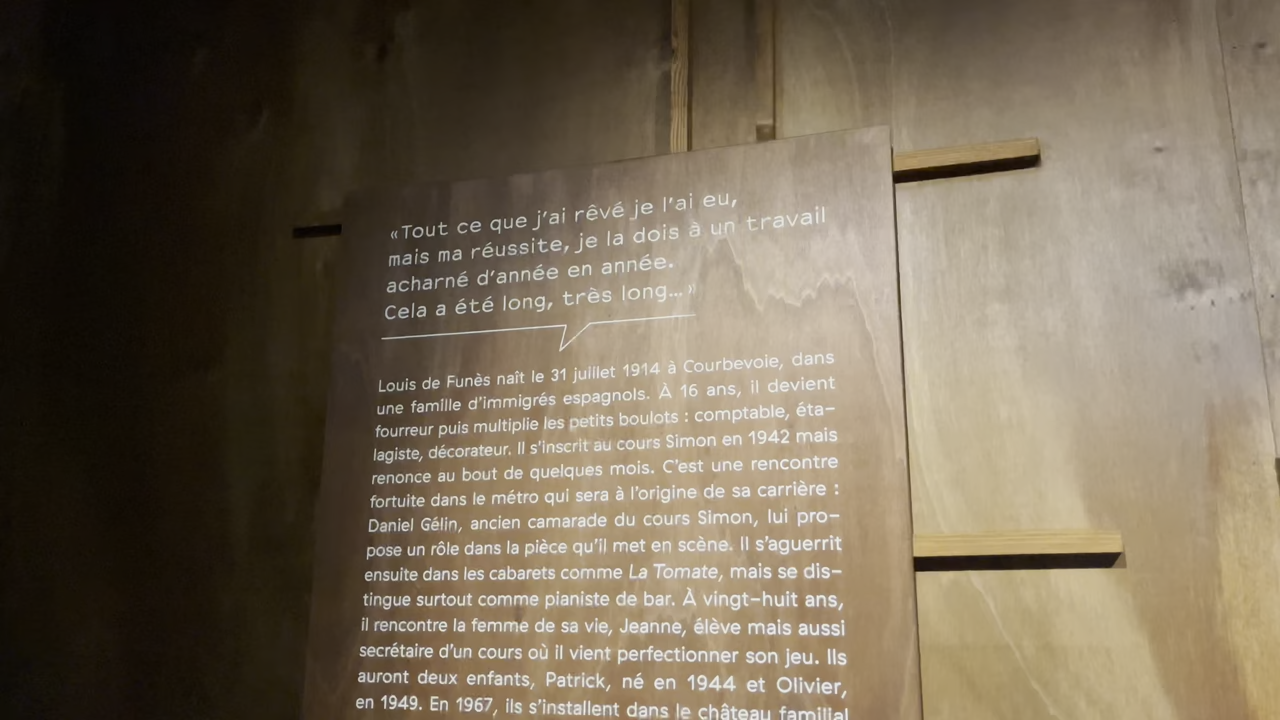 «Tout ce que j'ai rêvé je l'ai eu,
mais ma réussite, je la dois à un travail
acharné d'année en année.
Cela a été long, très long...»
Louis de Funès naît le 31 juillet 1914 à Courbevoie, dans
une famille d'immigrés espagnols. À 16 ans, il devient
fourreur puis multiplie les petits boulots : comptable, éta-
lagiste, décorateur. Il s'inscrit au cours Simon en 1942 mais
renonce au bout de quelques mois. C'est une rencontre
fortuite dans le métro qui sera à l'origine de sa carrière :
Daniel Gélin, ancien camarade du cours Simon, lui pro-
pose un rôle dans la pièce qu'il met en scène. Il s'aguerrit
ensuite dans les cabarets comme La Tomate, mais se dis-
tingue surtout comme pianiste de bar. À vingt-huit ans,
il rencontre la femme de sa vie, Jeanne, élève mais aussi
secrétaire d'un cours où il vient perfectionner son jeu. Ils
auront deux enfants, Patrick, né en 1944 et Olivier,
en 1949. En 1967, ils s'installent dans le château familial